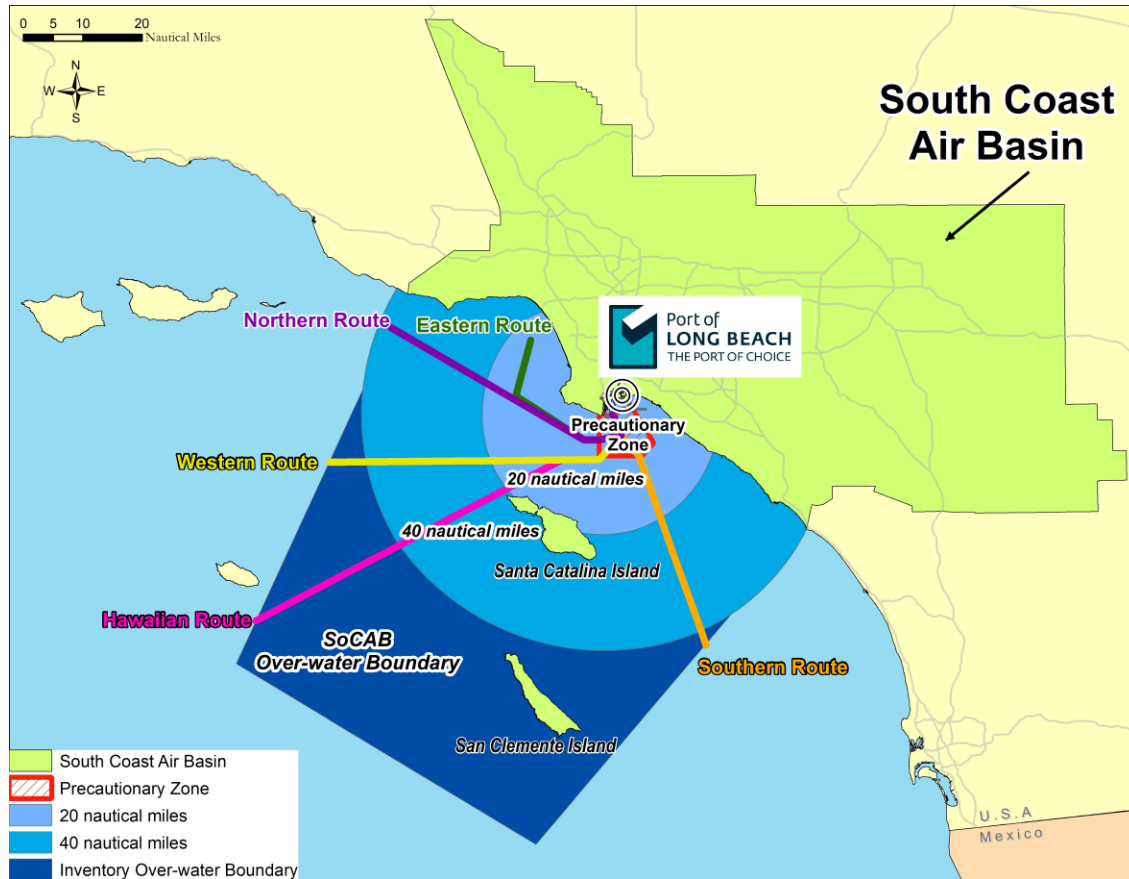 0 5 10 20
Nautical Miles
N
W E
S
South Coast
Air Basin
Port of
LONG BEACH
THE PORT OF CHOICE
Northern Route
Eastern Route
Precautionary
Zone
Western Route
20 nautical miles
40 nautical miles
Santa Catalina Island
Hawaiian Route
SoCAB
Over-water Boundary
Southern Route
San Clemente Island
South Coast Air Basin
Precautionary Zone
20 nautical miles
40 nautical miles
Inventory Over-water Boundary
U.S.A
Mexico